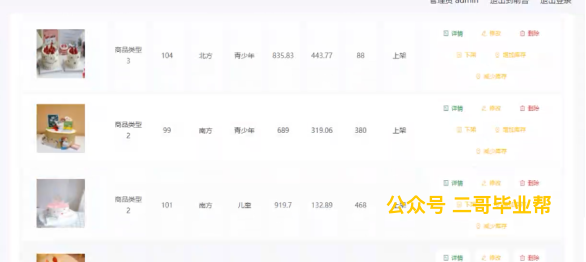 管理员 admin 退出到前台 退出登录
商品类型 3 104 北方 青少年 835.83 443.77 88 上架
详情 修改 删除
下架 增加库存
减少库存
商品类型 2 99 南方 青少年 689 319.06 380 上架
详情 修改 删除
下架 增加库存
减少库存
商品类型 2 101 南方 儿童 919.7 132.89 468 上架
详情 修改 删除
公众号 二哥毕业帮
详情 修改 删除